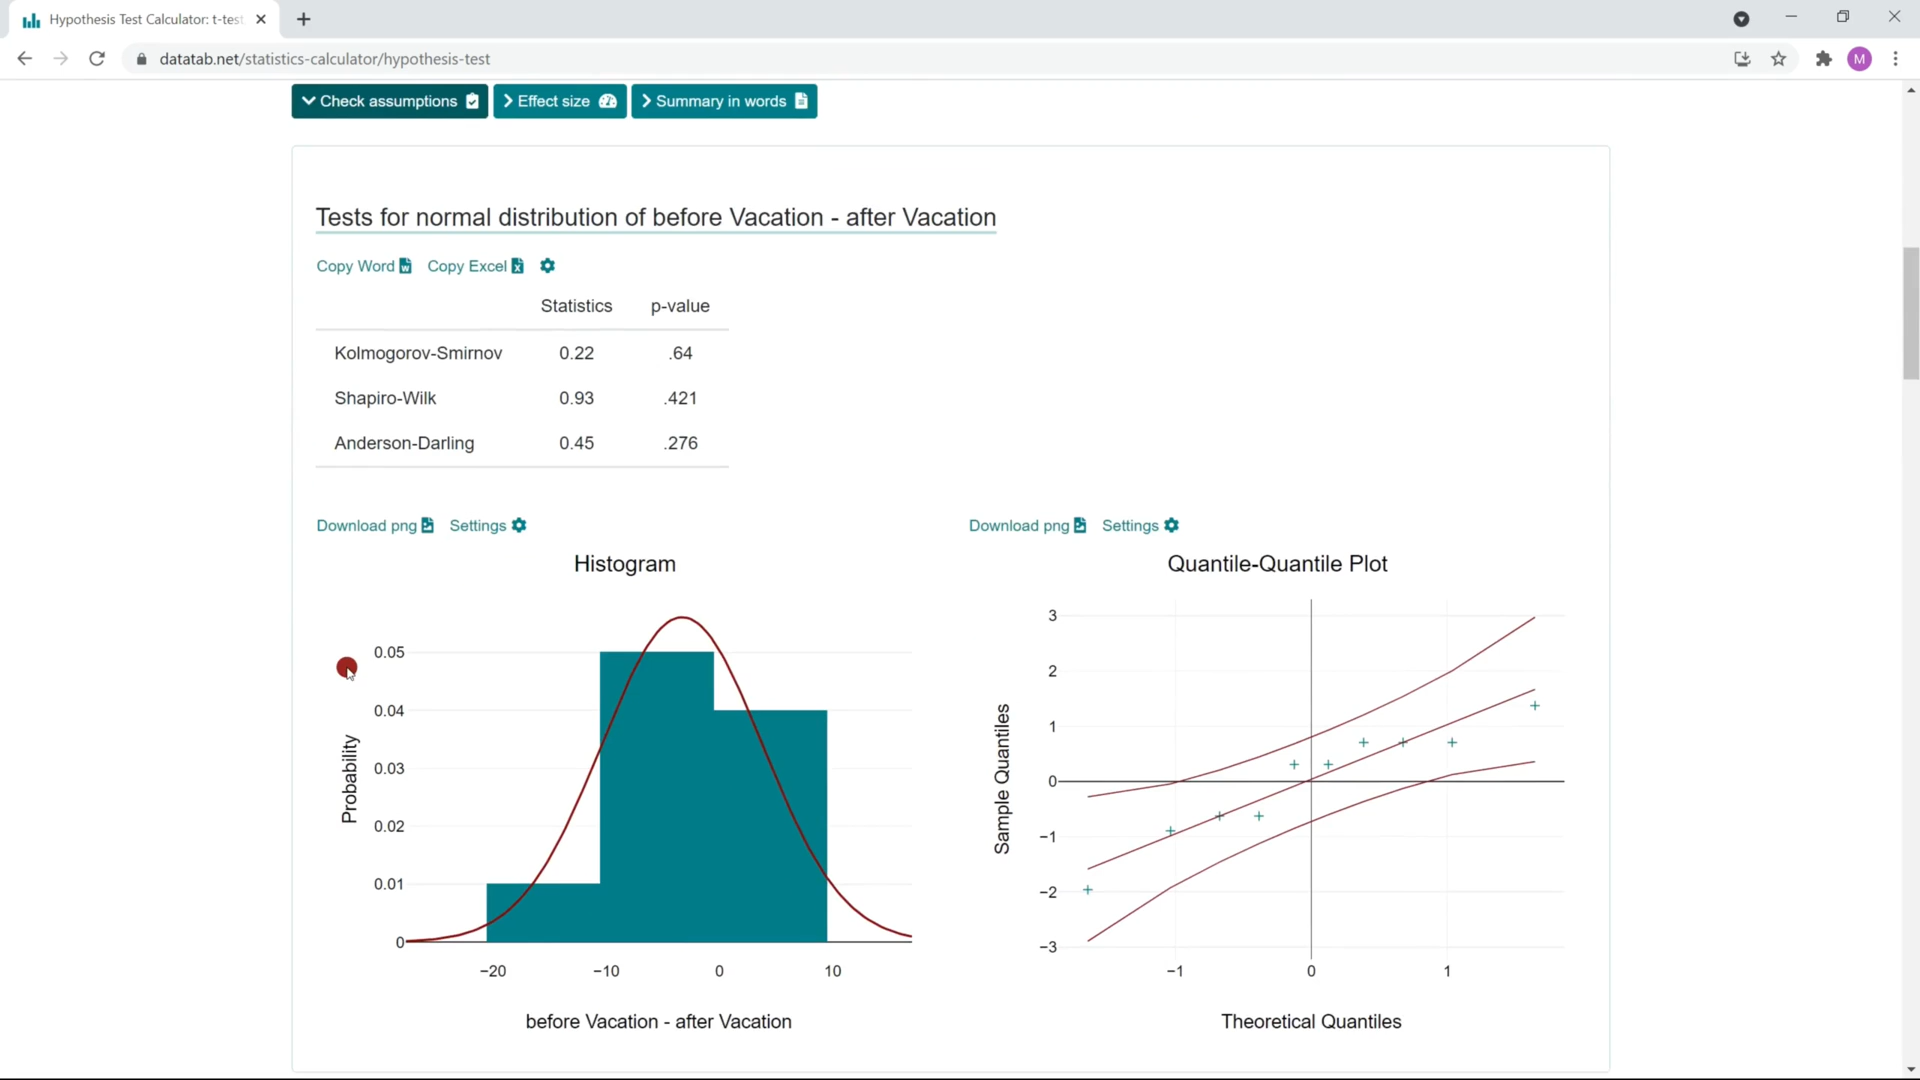 Hypothesis Test Calculator: t-test
datatab.net/statistics-calculator/hypothesis-test
M
Check assumptions
Effect size
Summary in words
Tests for normal distribution of before Vacation - after Vacation
Copy Word
Copy Excel
Statistics p-value
Kolmogorov-Smirnov 0.22 .64
Shapiro-Wilk 0.93 .421
Anderson-Darling 0.45 .276
Download png Settings
Histogram
0.05
0.04
0.03
0.02
0.01
0
Probability
−20 −10 0 10
before Vacation - after Vacation
Download png Settings
Quantile-Quantile Plot
3
2
1
0
−1
−2
−3
Sample Quantiles
−1 0 1
Theoretical Quantiles